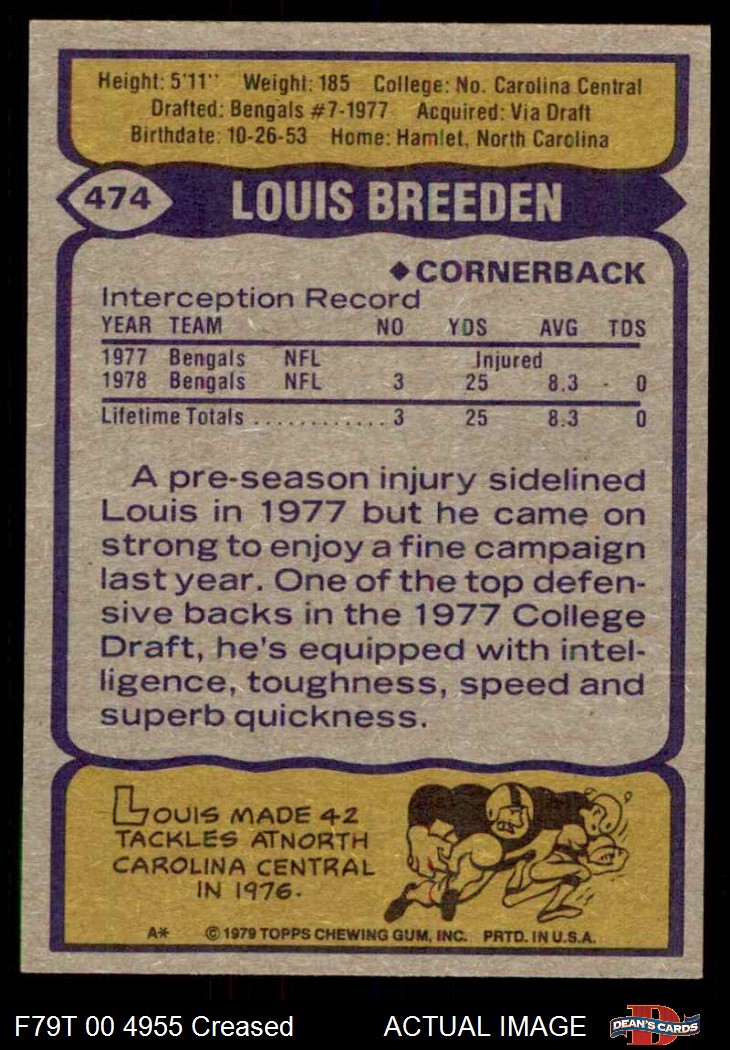 Height: 5'11" Weight: 185 College: No. Carolina Central
Drafted: Bengals #7-1977 Acquired: Via Draft
Birthdate: 10-26-53 Home: Hamlet, North Carolina
474 LOUIS BREEDEN
◆ CORNERBACK
Interception Record
YEAR TEAM NO YDS AVG TDS
1977 Bengals NFL Injured
1978 Bengals NFL 3 25 8.3 0
Lifetime Totals ............ 3 25 8.3 0
A pre-season injury sidelined
Louis in 1977 but he came on
strong to enjoy a fine campaign
last year. One of the top defen-
sive backs in the 1977 College
Draft, he's equipped with intel-
ligence, toughness, speed and
superb quickness.
LOUIS MADE 42
TACKLES AT NORTH
CAROLINA CENTRAL
IN 1976.
A* © 1979 TOPPS CHEWING GUM, INC. PRTD. IN U.S.A.
F79T 00 4955 Creased ACTUAL IMAGE DEAN'S CARDS